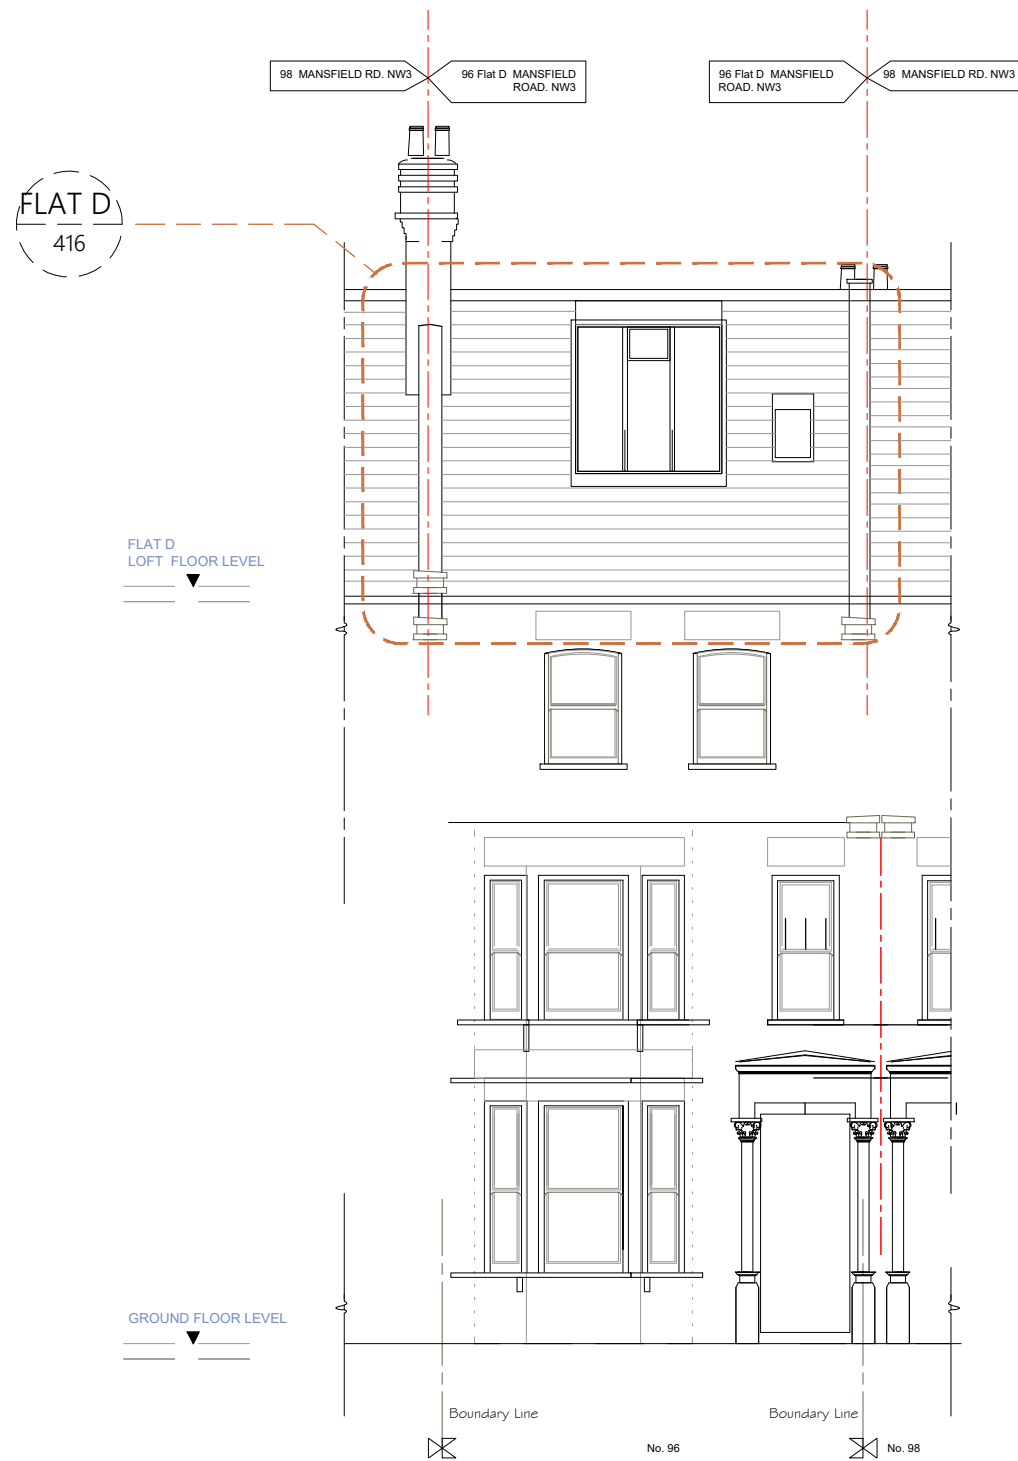 98 MANSFIELD RD. NW3
96 Flat D MANSFIELD
ROAD. NW3
96 Flat D MANSFIELD
ROAD. NW3
98 MANSFIELD RD. NW3
FLAT D
416
FLAT D
LOFT FLOOR LEVEL
GROUND FLOOR LEVEL
Boundary Line
Boundary Line
No. 96
No. 98